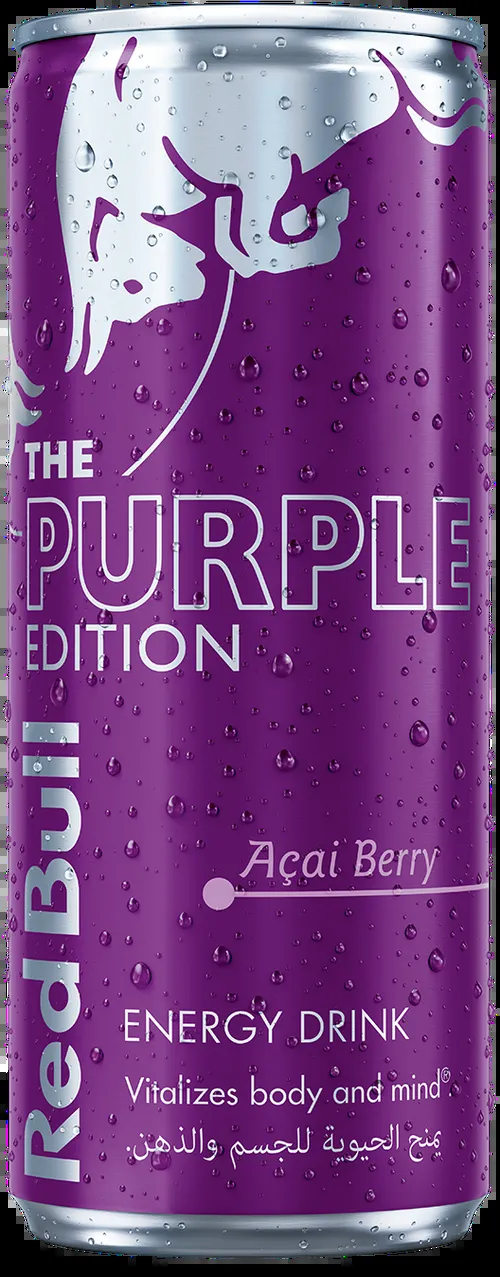 THE
PURPLE
EDITION
Red Bull
Açai Berry
ENERGY DRINK
Vitalizes body and mind®.
يمنح الحيوية للجسم والذهن.